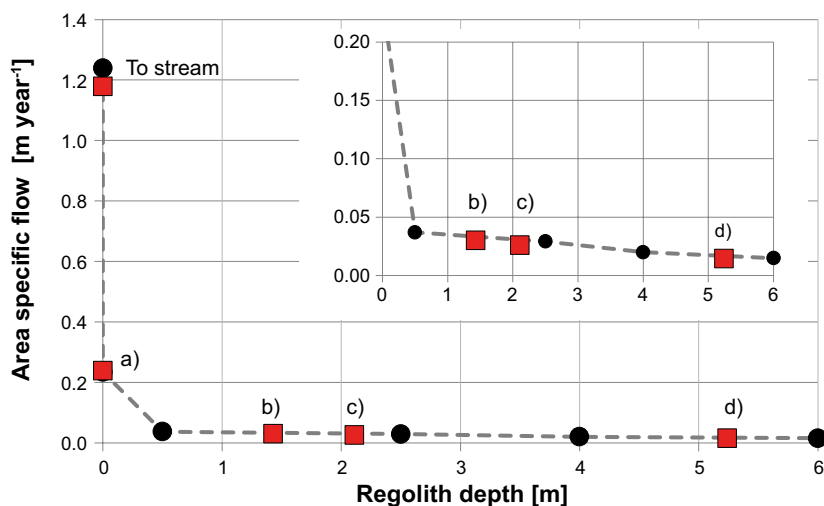 1.4
1.2
1.0
0.8
0.6
0.4
0.2
0.0
Area specific flow [m year⁻¹]
To stream
a)
b)
c)
d)
0 1 2 3 4 5 6
Regolith depth [m]
0.20
0.15
0.10
0.05
0.00
b)
c)
d)
0 1 2 3 4 5 6